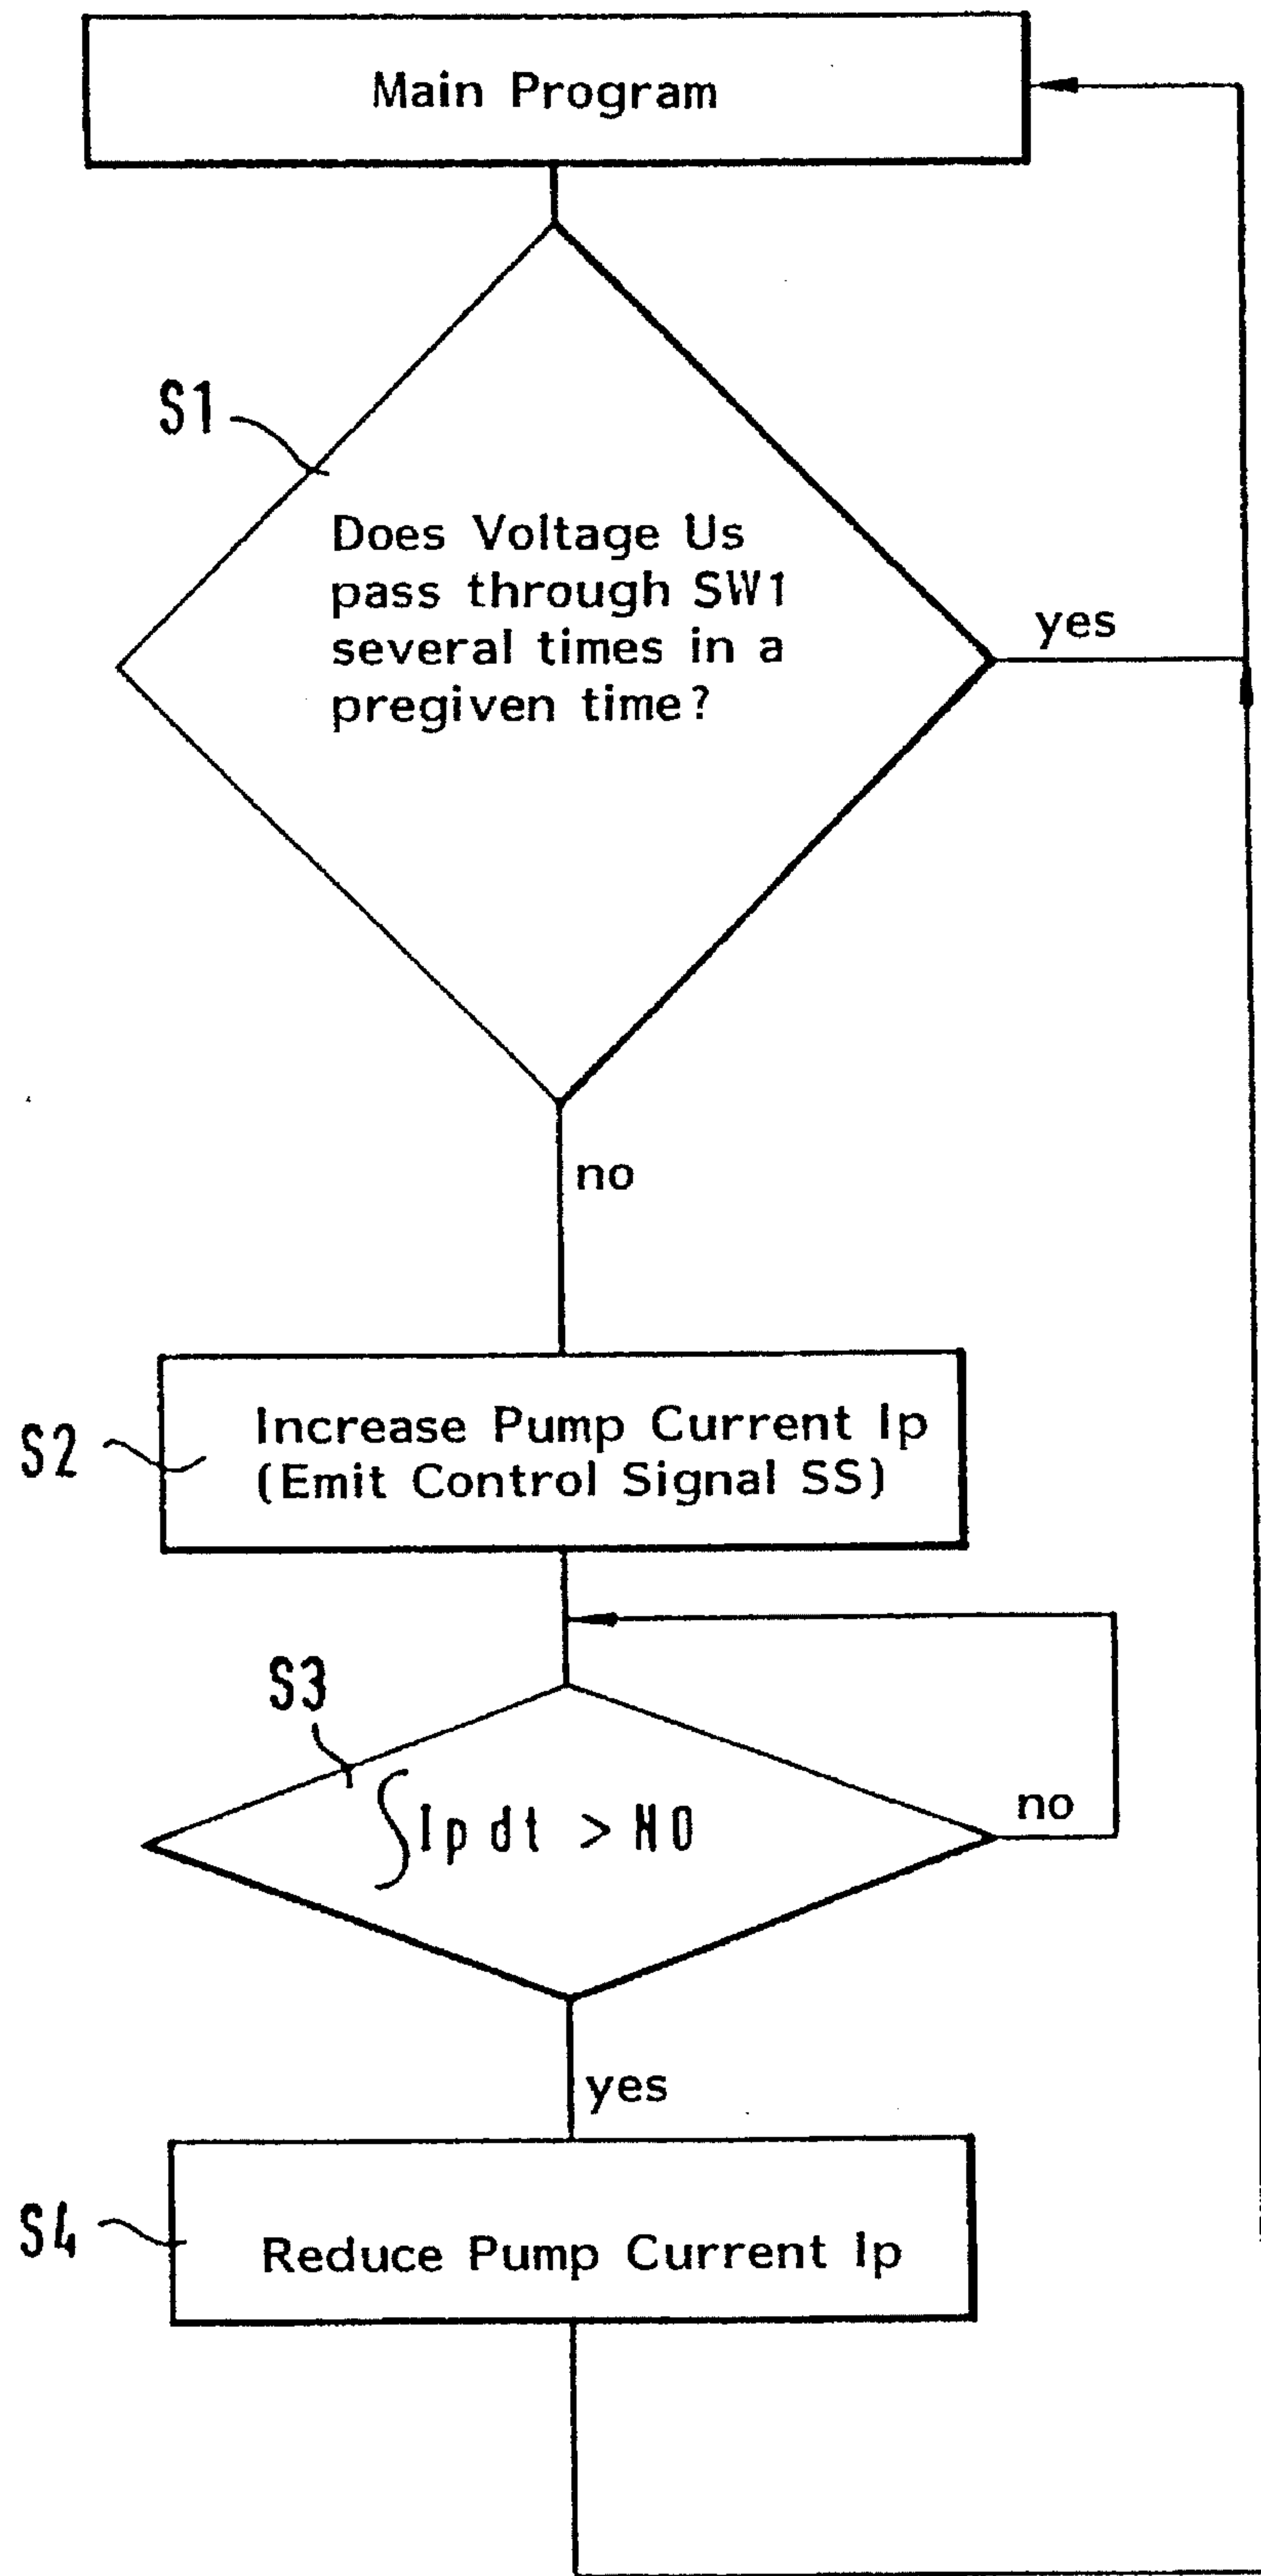 Main Program
S1
Does Voltage Us
pass through SW1
several times in a
pregiven time?
yes
no
S2
Increase Pump Current Ip
(Emit Control Signal SS)
S3
∫Ip dt > N0
no
yes
S4
Reduce Pump Current Ip